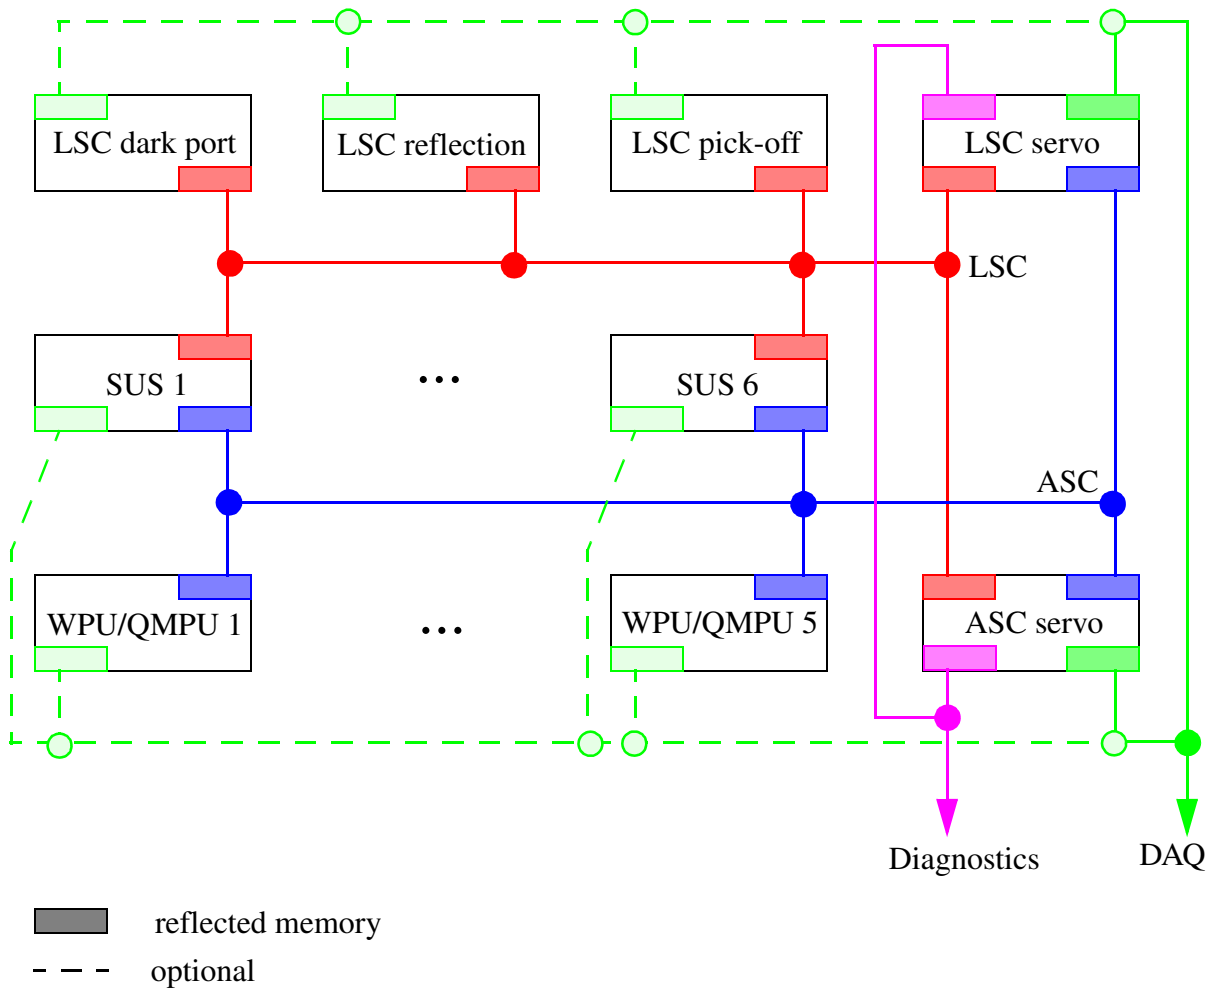 LSC dark port
LSC reflection
LSC pick-off
LSC servo
LSC
SUS 1
...
SUS 6
ASC
WPU/QMPU 1
...
WPU/QMPU 5
ASC servo
Diagnostics
DAQ
reflected memory
optional